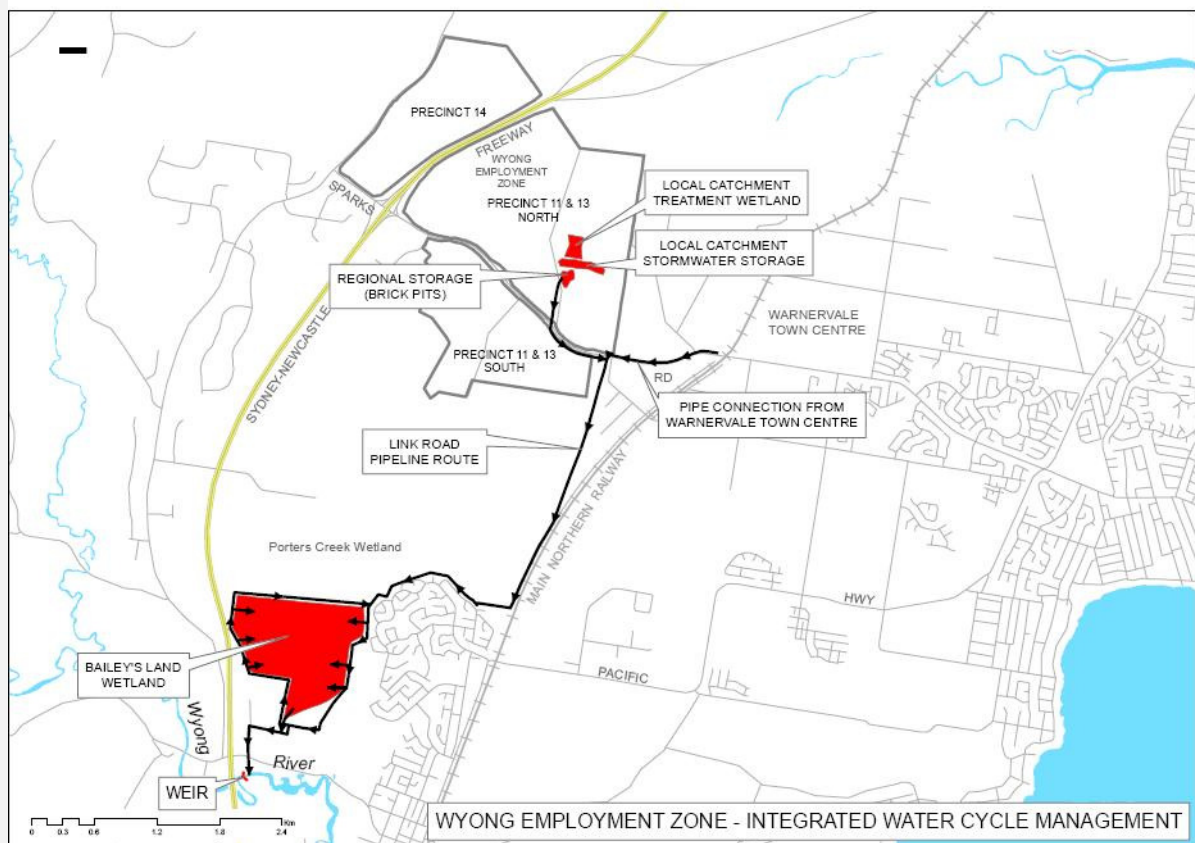 PRECINCT 14
FREEWAY
WYONG
EMPLOYMENT
ZONE
SPARKS
PRECINCT 11 & 13
NORTH
LOCAL CATCHMENT
TREATMENT WETLAND
LOCAL CATCHMENT
STORMWATER STORAGE
REGIONAL STORAGE
(BRICK PITS)
WARNERVALE
TOWN CENTRE
SYDNEY-NEWCASTLE
PRECINCT 11 & 13
SOUTH
RD
PIPE CONNECTION FROM
WARNERVALE TOWN CENTRE
LINK ROAD
PIPELINE ROUTE
MAIN NORTHERN RAILWAY
Porters Creek Wetland
HWY
PACIFIC
BAILEY'S LAND
WETLAND
Wyong
River
WEIR
Km
0 0.3 0.6 1.2 1.8 2.4
WYONG EMPLOYMENT ZONE - INTEGRATED WATER CYCLE MANAGEMENT